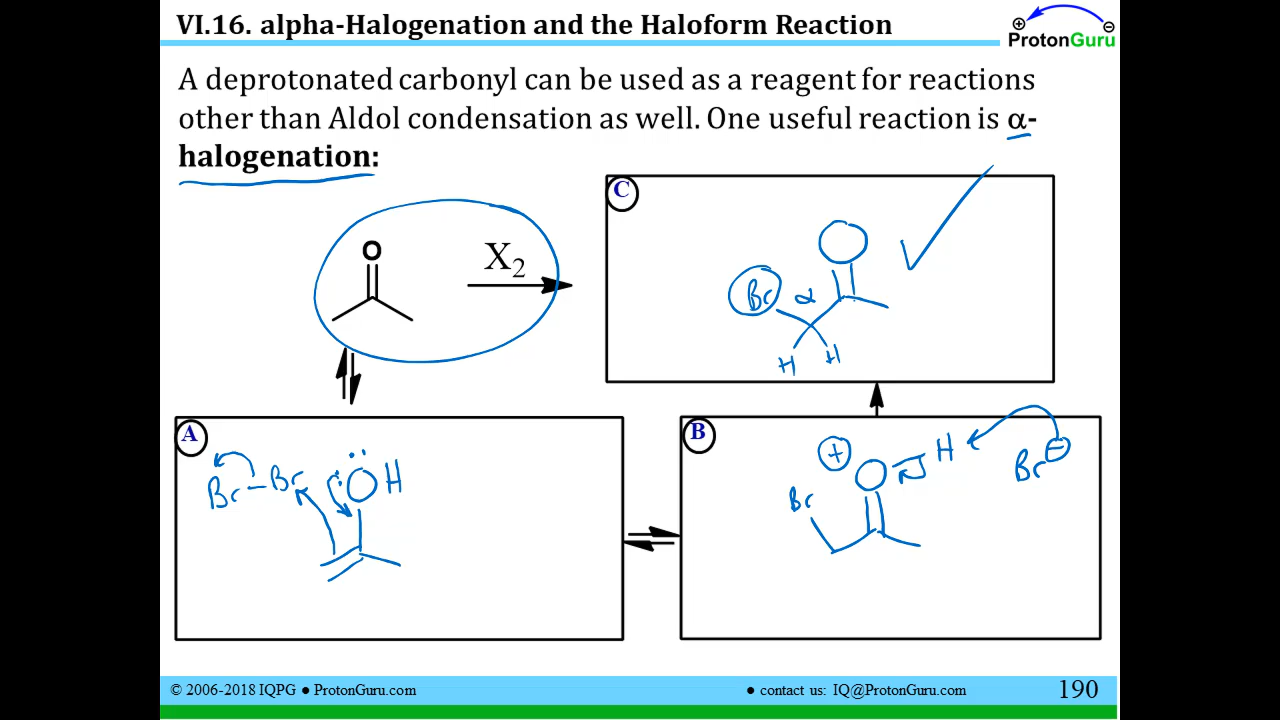 VI.16. alpha-Halogenation and the Haloform Reaction
ProtonGuru
A deprotonated carbonyl can be used as a reagent for reactions
other than Aldol condensation as well. One useful reaction is α-
halogenation:
O
X2
C
O
Br α
H H
A
Br-Br OH
B
+ O H Br
Br
© 2006-2018 IQPG ● ProtonGuru.com
● contact us: IQ@ProtonGuru.com
190